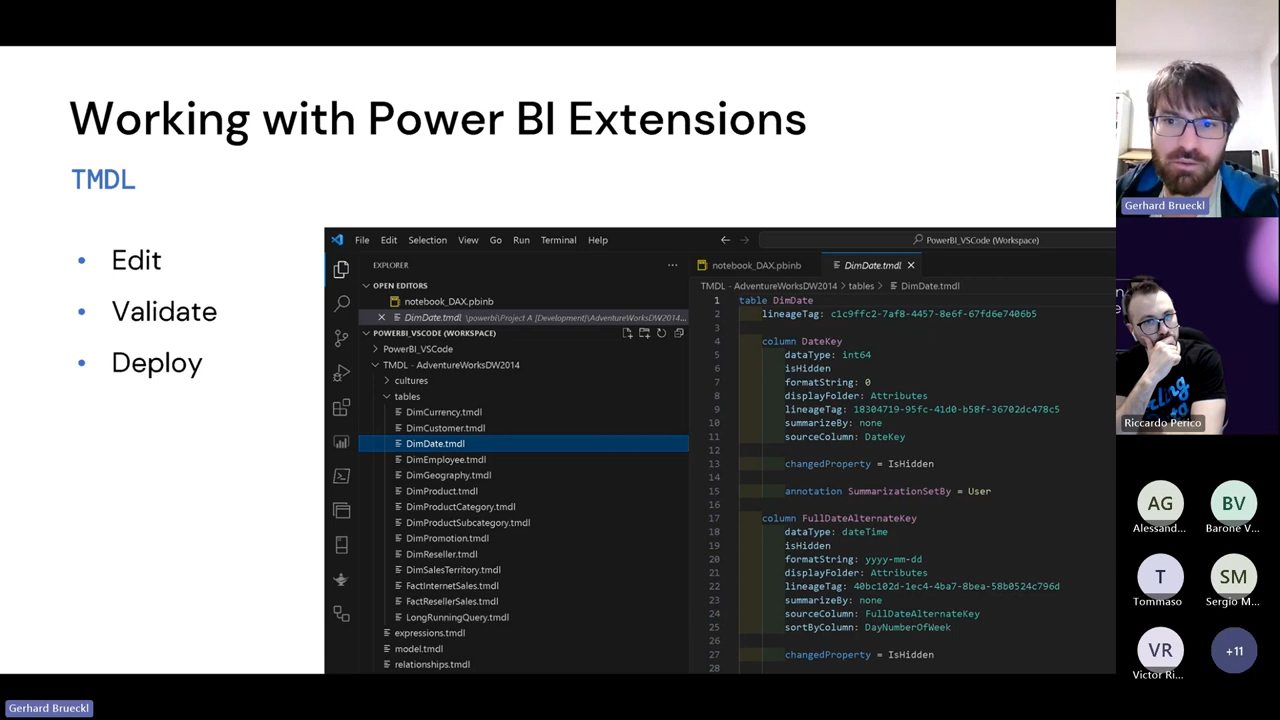 Working with Power BI Extensions
TMDL
• Edit
• Validate
• Deploy
File Edit Selection View Go Run Terminal Help
PowerBI_VSCode (Workspace)
EXPLORER
OPEN EDITORS
notebook_DAX.pbinb
DimDate.tmdl \powerbi\Project A [Development]\AdventureWorksDW2014...
POWERBI_VSCODE (WORKSPACE)
PowerBI_VSCode
TMDL - AdventureWorksDW2014
cultures
tables
DimCurrency.tmdl
DimCustomer.tmdl
DimDate.tmdl
DimEmployee.tmdl
DimGeography.tmdl
DimProduct.tmdl
DimProductCategory.tmdl
DimProductSubcategory.tmdl
DimPromotion.tmdl
DimReseller.tmdl
DimSalesTerritory.tmdl
FactInternetSales.tmdl
FactResellerSales.tmdl
LongRunningQuery.tmdl
expressions.tmdl
model.tmdl
relationships.tmdl
notebook_DAX.pbinb DimDate.tmdl
TMDL - AdventureWorksDW2014 > tables > DimDate.tmdl
1 table DimDate
2 lineageTag: c1c9ffc2-7af8-4457-8e6f-67fd6e7406b5
3
4 column DateKey
5 dataType: int64
6 isHidden
7 formatString: 0
8 displayFolder: Attributes
9 lineageTag: 18304719-95fc-41d0-b58f-36702dc478c5
10 summarizeBy: none
11 sourceColumn: DateKey
12
13 changedProperty = IsHidden
14
15 annotation SummarizationSetBy = User
16
17 column FullDateAlternateKey
18 dataType: dateTime
19 isHidden
20 formatString: yyyy-mm-dd
21 displayFolder: Attributes
22 lineageTag: 40bc102d-1ec4-4ba7-8bea-58b0524c796d
23 summarizeBy: none
24 sourceColumn: FullDateAlternateKey
25 sortByColumn: DayNumberOfWeek
26
27 changedProperty = IsHidden
28
Gerhard Brueckl
Riccardo Perico
AG BV
Alessand... Barone V...
T SM
Tommaso Sergio M...
VR +11
Victor Ri...
Gerhard Brueckl